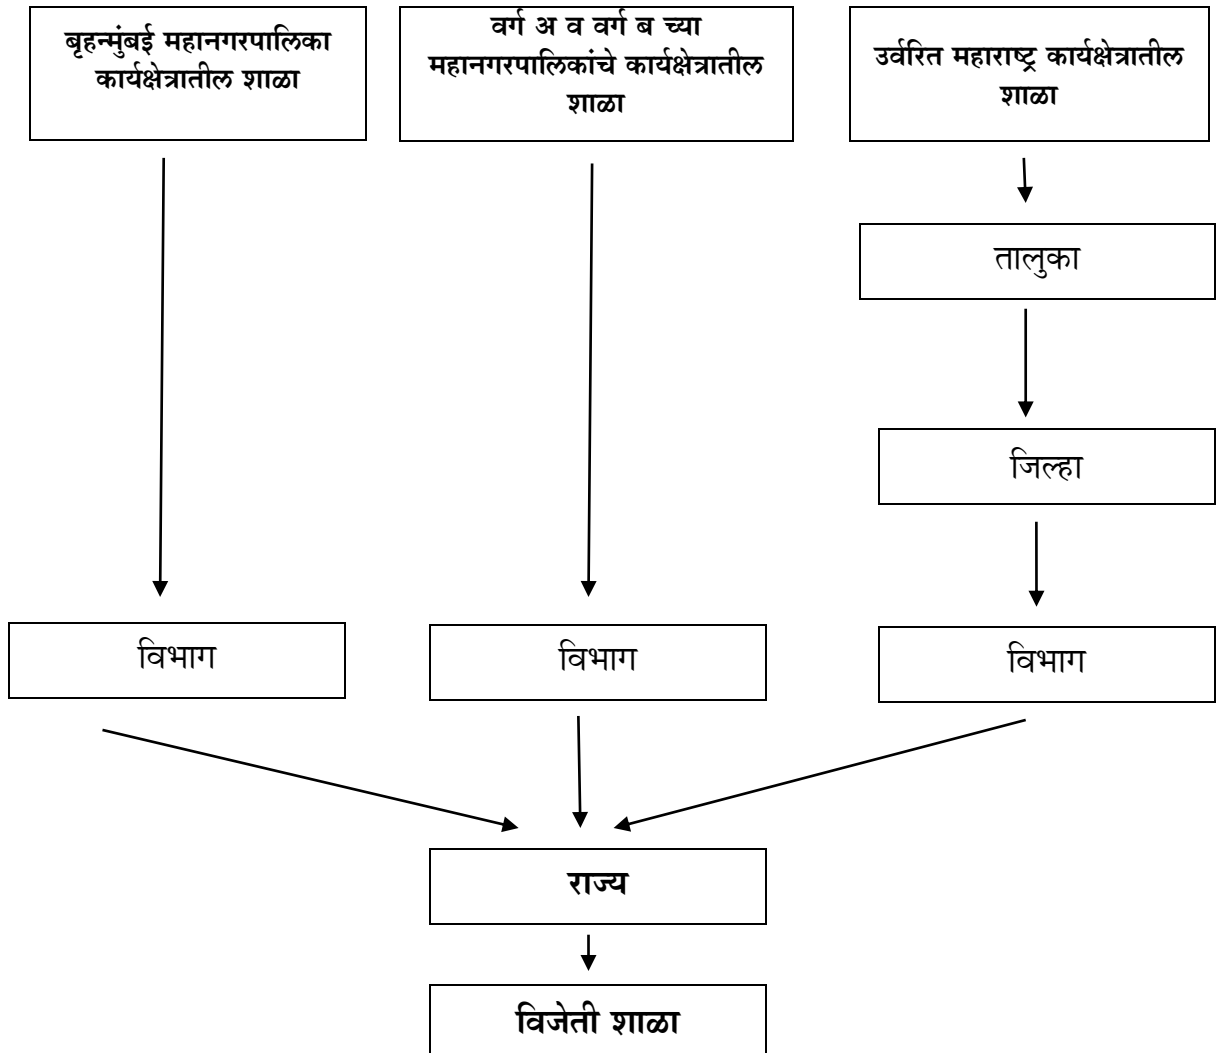 बृहन्मुंबई महानगरपालिका
कार्यक्षेत्रातील शाळा
वर्ग अ व वर्ग ब च्या
महानगरपालिकांचे कार्यक्षेत्रातील
शाळा
उर्वरित महाराष्ट्र कार्यक्षेत्रातील
शाळा
तालुका
जिल्हा
विभाग
विभाग
विभाग
राज्य
विजेती शाळा